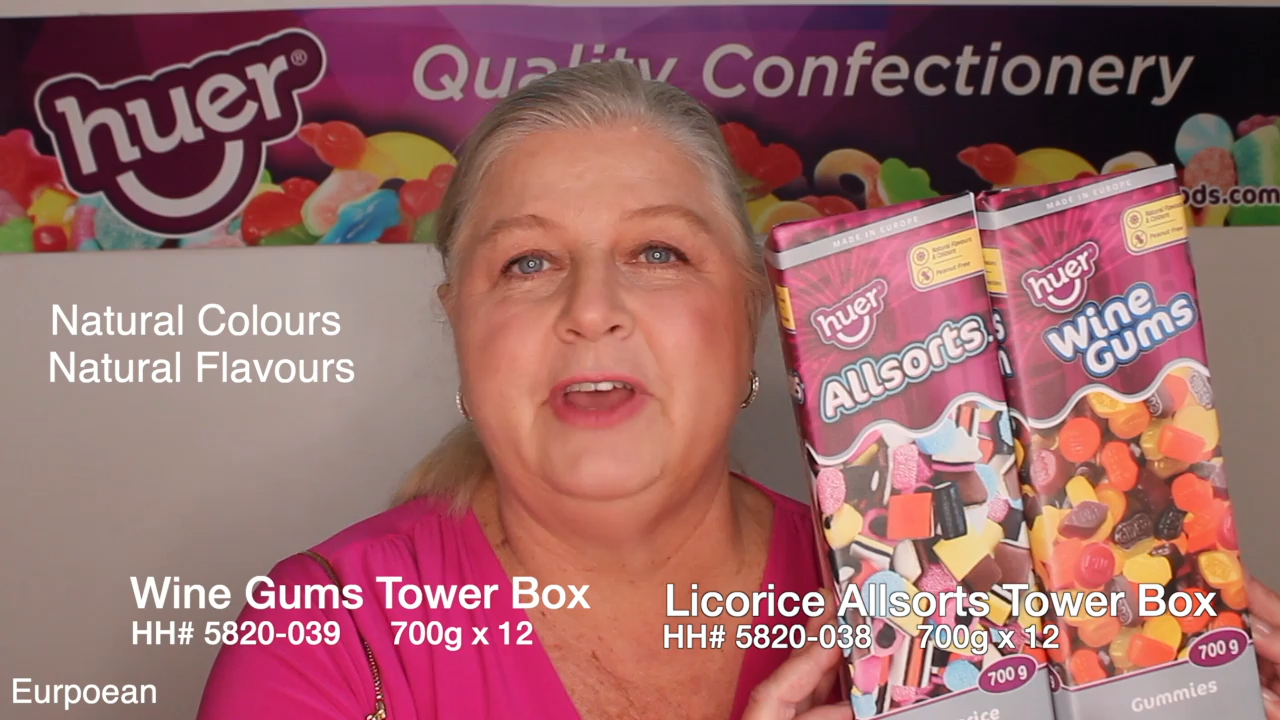 huer®
Quality Confectionery
ods.com
Natural Colours
Natural Flavours
MADE IN EUROPE
Natural Flavours
& Colours
Peanut Free
huer
Allsorts
700 g
MADE IN EUROPE
Natural Flavours
& Colours
Peanut Free
huer
Wine
Gums
700 g
Gummies
Wine Gums Tower Box
HH# 5820-039 700g x 12
Licorice Allsorts Tower Box
HH# 5820-038 700g x 12
Eurpoean